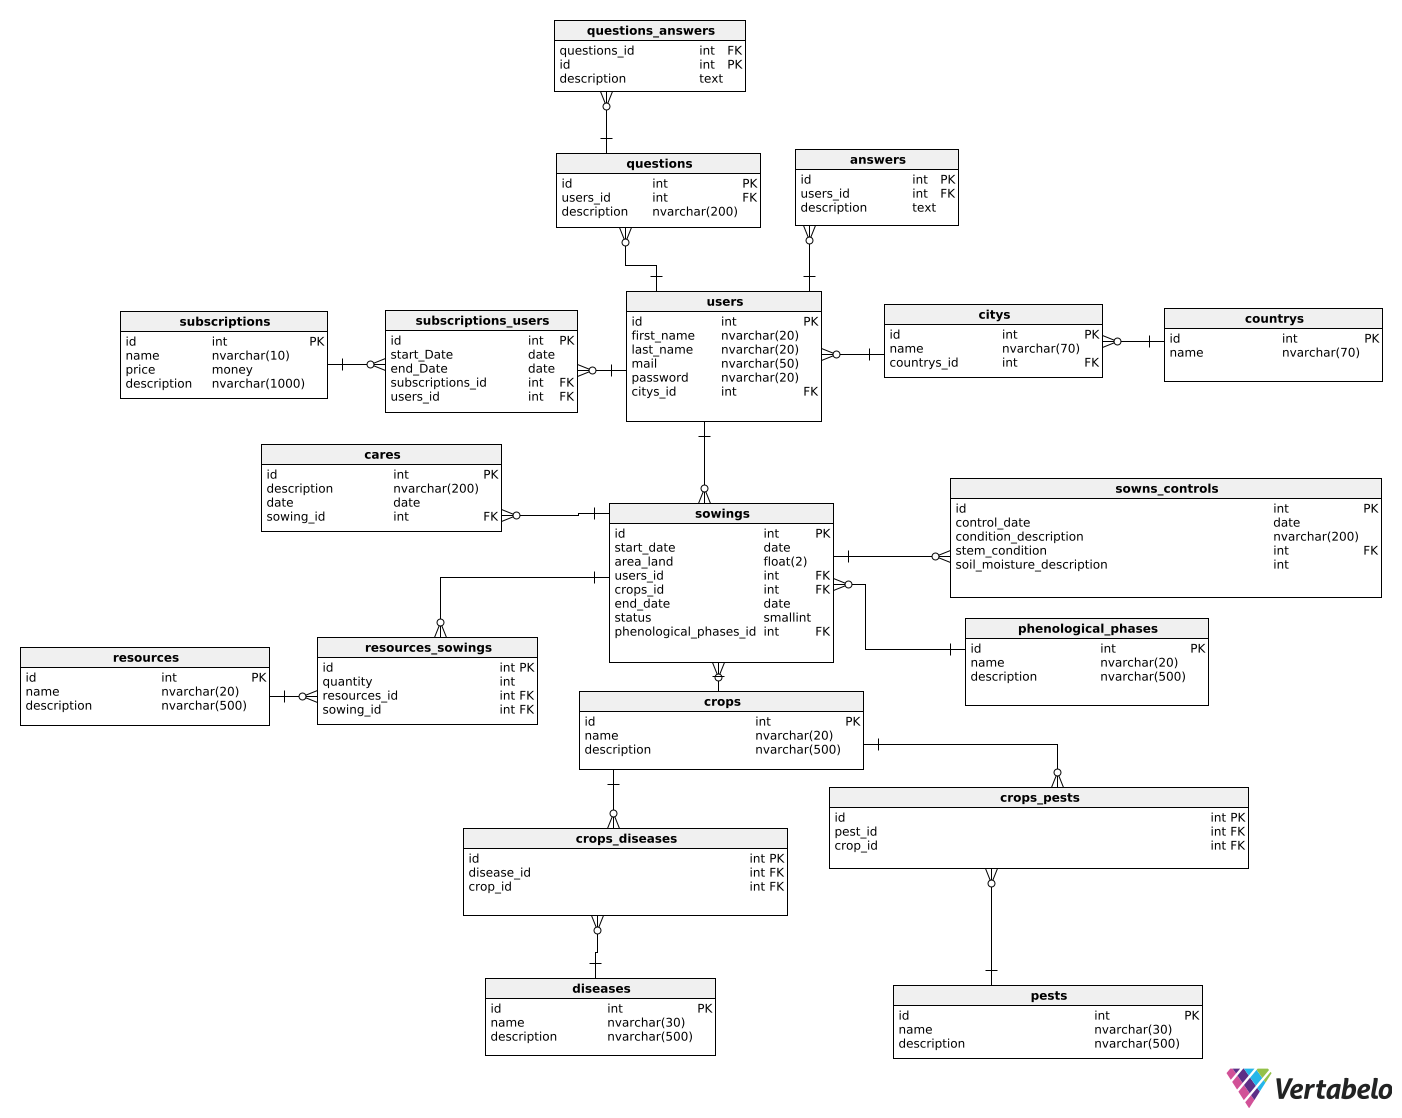 questions_answers
questions_id int FK
id int PK
description text
questions
id int PK
users_id int FK
description nvarchar(200)
answers
id int PK
users_id int FK
description text
subscriptions
id int PK
name nvarchar(10)
price money
description nvarchar(1000)
subscriptions_users
id int PK
start_Date date
end_Date date
subscriptions_id int FK
users_id int FK
users
id int PK
first_name nvarchar(20)
last_name nvarchar(20)
mail nvarchar(50)
password nvarchar(20)
citys_id int FK
citys
id int PK
name nvarchar(70)
countrys_id int FK
countrys
id int PK
name nvarchar(70)
cares
id int PK
description nvarchar(200)
date date
sowing_id int FK
sowings
id int PK
start_date date
area_land float(2)
users_id int FK
crops_id int FK
end_date date
status smallint
phenological_phases_id int FK
sowns_controls
id int PK
control_date date
condition_description nvarchar(200)
stem_condition int FK
soil_moisture_description int
phenological_phases
id int PK
name nvarchar(20)
description nvarchar(500)
resources
id int PK
name nvarchar(20)
description nvarchar(500)
resources_sowings
id int PK
quantity int
resources_id int FK
sowing_id int FK
crops
id int PK
name nvarchar(20)
description nvarchar(500)
crops_pests
id int PK
pest_id int FK
crop_id int FK
crops_diseases
id int PK
disease_id int FK
crop_id int FK
diseases
id int PK
name nvarchar(30)
description nvarchar(500)
pests
id int PK
name nvarchar(30)
description nvarchar(500)
Vertabelo